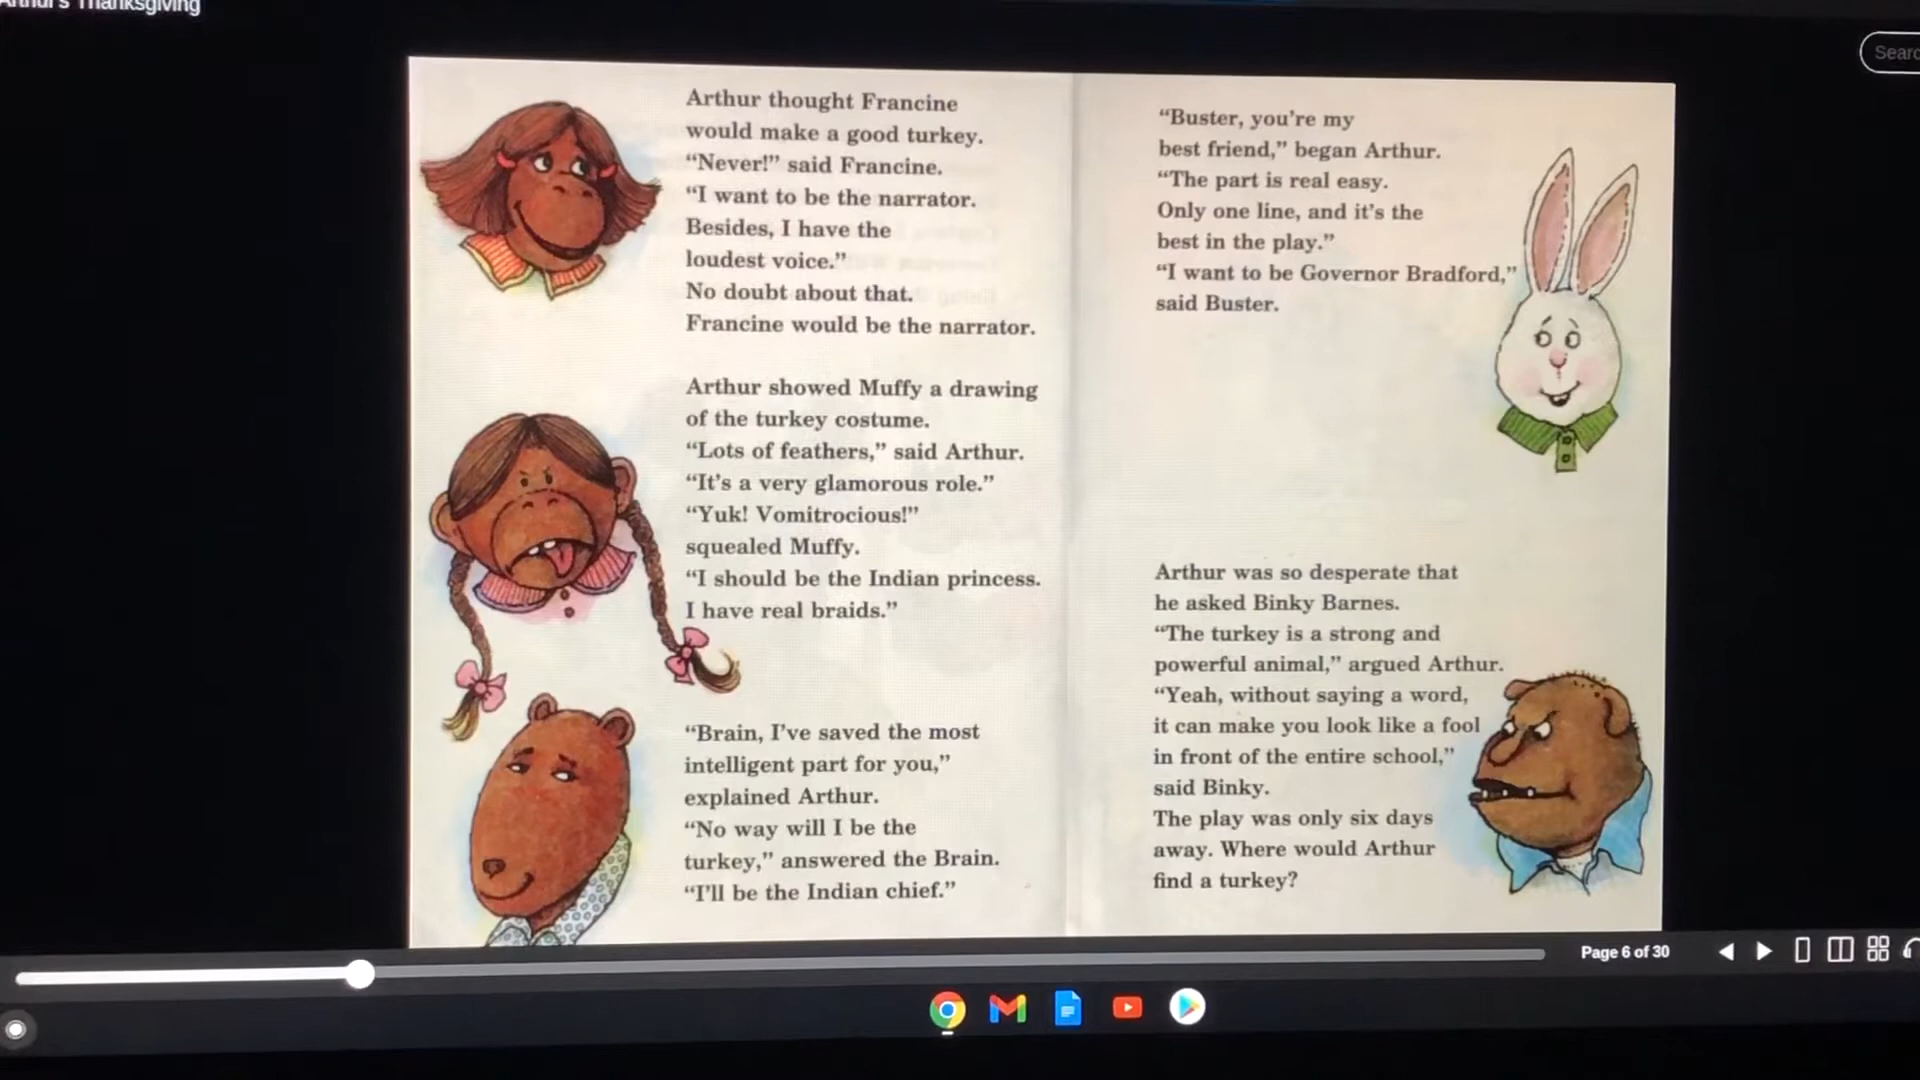 Arthur's Thanksgiving
Arthur thought Francine
would make a good turkey.
“Never!” said Francine.
“I want to be the narrator.
Besides, I have the
loudest voice.”
No doubt about that.
Francine would be the narrator.
Arthur showed Muffy a drawing
of the turkey costume.
“Lots of feathers,” said Arthur.
“It’s a very glamorous role.”
“Yuk! Vomitrocious!”
squealed Muffy.
“I should be the Indian princess.
I have real braids.”
“Brain, I’ve saved the most
intelligent part for you,”
explained Arthur.
“No way will I be the
turkey,” answered the Brain.
“I’ll be the Indian chief.”
“Buster, you’re my
best friend,” began Arthur.
“The part is real easy.
Only one line, and it’s the
best in the play.”
“I want to be Governor Bradford,”
said Buster.
Arthur was so desperate that
he asked Binky Barnes.
“The turkey is a strong and
powerful animal,” argued Arthur.
“Yeah, without saying a word,
it can make you look like a fool
in front of the entire school,”
said Binky.
The play was only six days
away. Where would Arthur
find a turkey?
Page 6 of 30